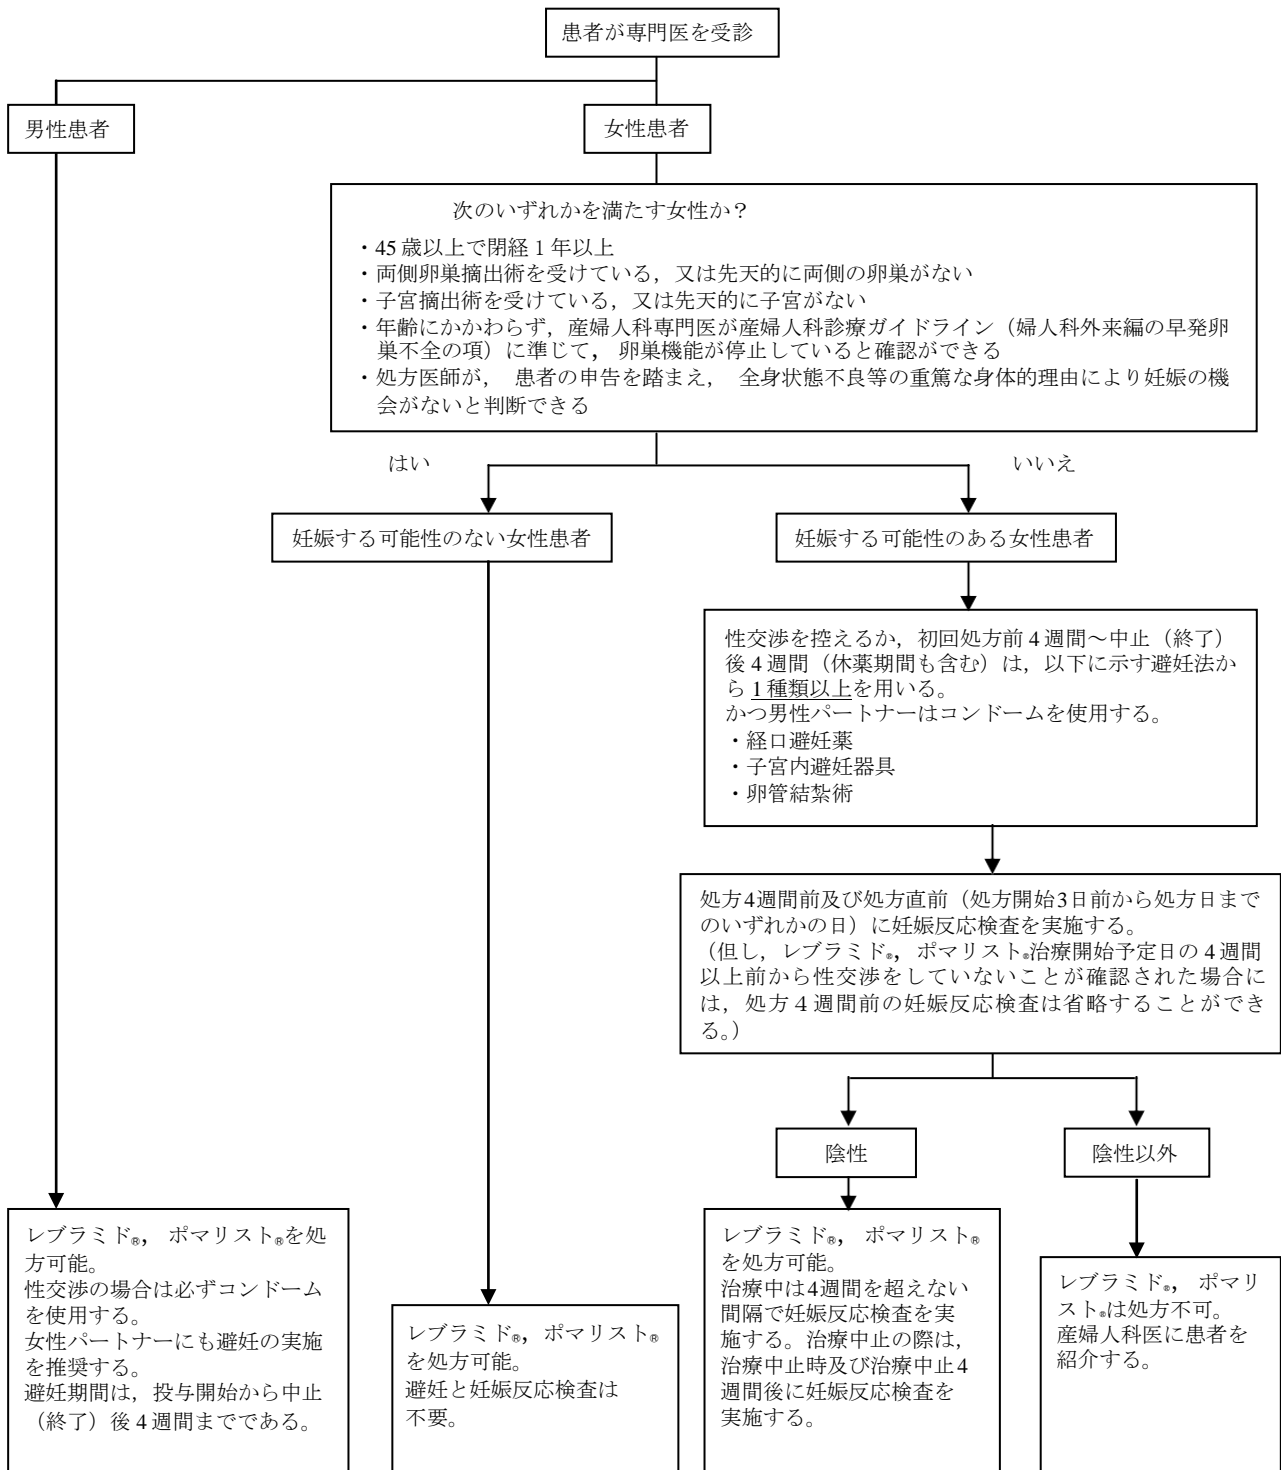 患者が専門医を受診
男性患者
女性患者
次のいずれかを満たす女性か？
・45 歳以上で閉経 1 年以上
・両側卵巣摘出術を受けている，又は先天的に両側の卵巣がない
・子宮摘出術を受けている，又は先天的に子宮がない
・年齢にかかわらず，産婦人科専門医が産婦人科診療ガイドライン（婦人科外来編の早発卵
巣不全の項）に準じて， 卵巣機能が停止していると確認ができる
・処方医師が， 患者の申告を踏まえ， 全身状態不良等の重篤な身体的理由により妊娠の機
会がないと判断できる
はい
いいえ
妊娠する可能性のない女性患者
妊娠する可能性のある女性患者
性交渉を控えるか，初回処方前 4 週間～中止（終了）
後 4 週間（休薬期間も含む）は，以下に示す避妊法か
ら 1 種類以上を用いる。
かつ男性パートナーはコンドームを使用する。
・経口避妊薬
・子宮内避妊器具
・卵管結紮術
処方4週間前及び処方直前（処方開始3日前から処方日まで
のいずれかの日）に妊娠反応検査を実施する。
（但し，レブラミド®，ポマリスト®治療開始予定日の 4 週間
以上前から性交渉をしていないことが確認された場合に
は，処方 4 週間前の妊娠反応検査は省略することができ
る。）
陰性
陰性以外
レブラミド®， ポマリスト®を処
方可能。
性交渉の場合は必ずコンドーム
を使用する。
女性パートナーにも避妊の実施
を推奨する。
避妊期間は，投与開始から中止
（終了）後 4 週間までである。
レブラミド®，ポマリスト®
を処方可能。
避妊と妊娠反応検査は
不要。
レブラミド®， ポマリスト®
を処方可能。
治療中は4週間を超えない
間隔で妊娠反応検査を実
施する。治療中止の際は，
治療中止時及び治療中止4
週間後に妊娠反応検査を
実施する。
レブラミド®， ポマリ
スト®は処方不可。
産婦人科医に患者を
紹介する。